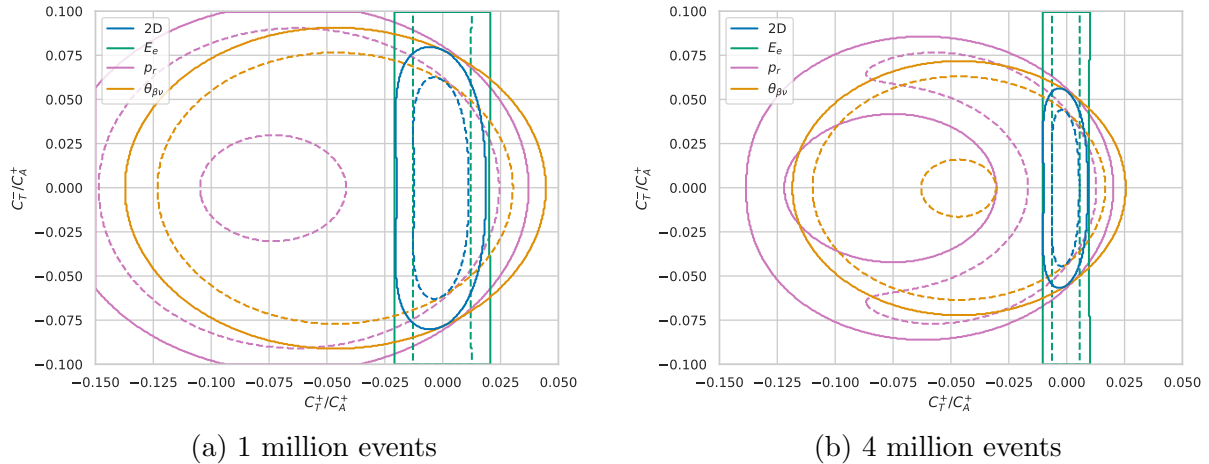 0.100
0.075
0.050
0.025
0.000
−0.025
−0.050
−0.075
−0.100
C_T^−/C_A^+
2D
E_e
p_r
θ_βν
−0.150 −0.125 −0.100 −0.075 −0.050 −0.025 0.000 0.025 0.050
C_T^+/C_A^+
(a) 1 million events
0.100
0.075
0.050
0.025
0.000
−0.025
−0.050
−0.075
−0.100
C_T^−/C_A^+
2D
E_e
p_r
θ_βν
−0.150 −0.125 −0.100 −0.075 −0.050 −0.025 0.000 0.025 0.050
C_T^+/C_A^+
(b) 4 million events